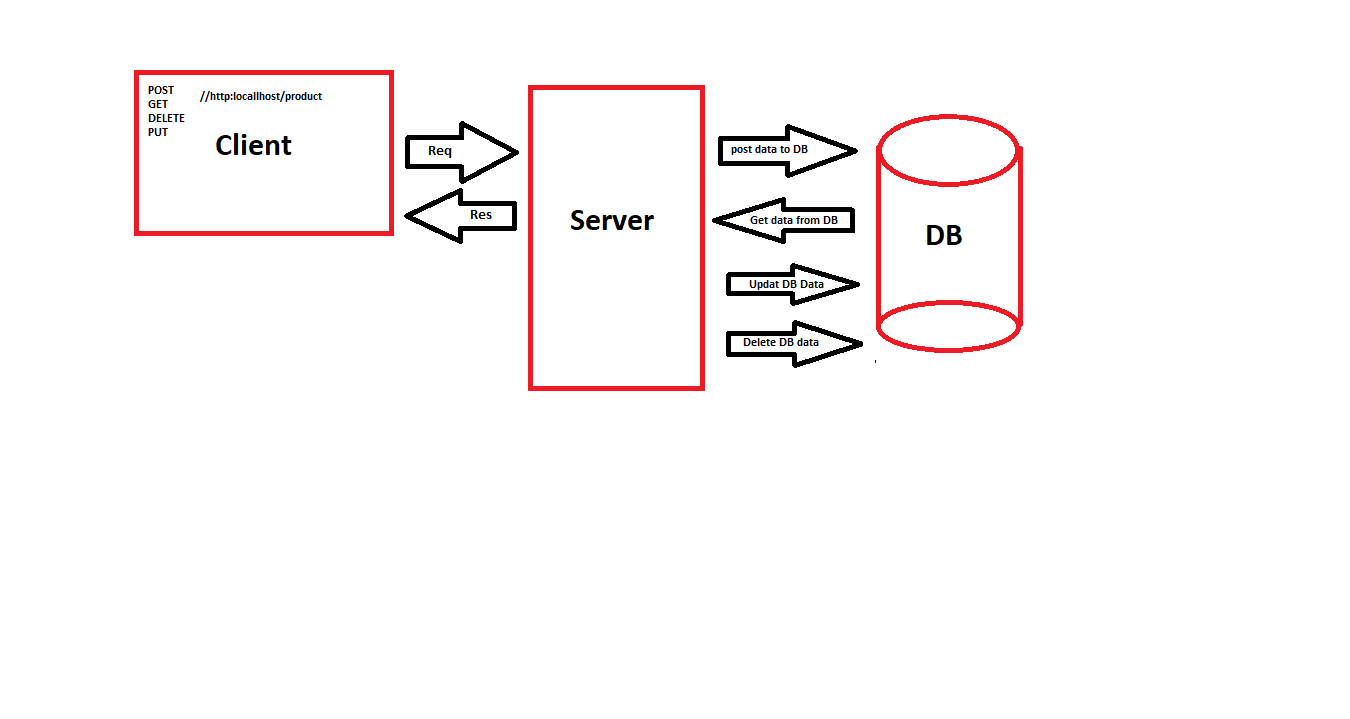 POST
GET
DELETE
PUT
//http:locallhost/product
Client
Req
Res
Server
post data to DB
Get data from DB
Updat DB Data
Delete DB data
DB